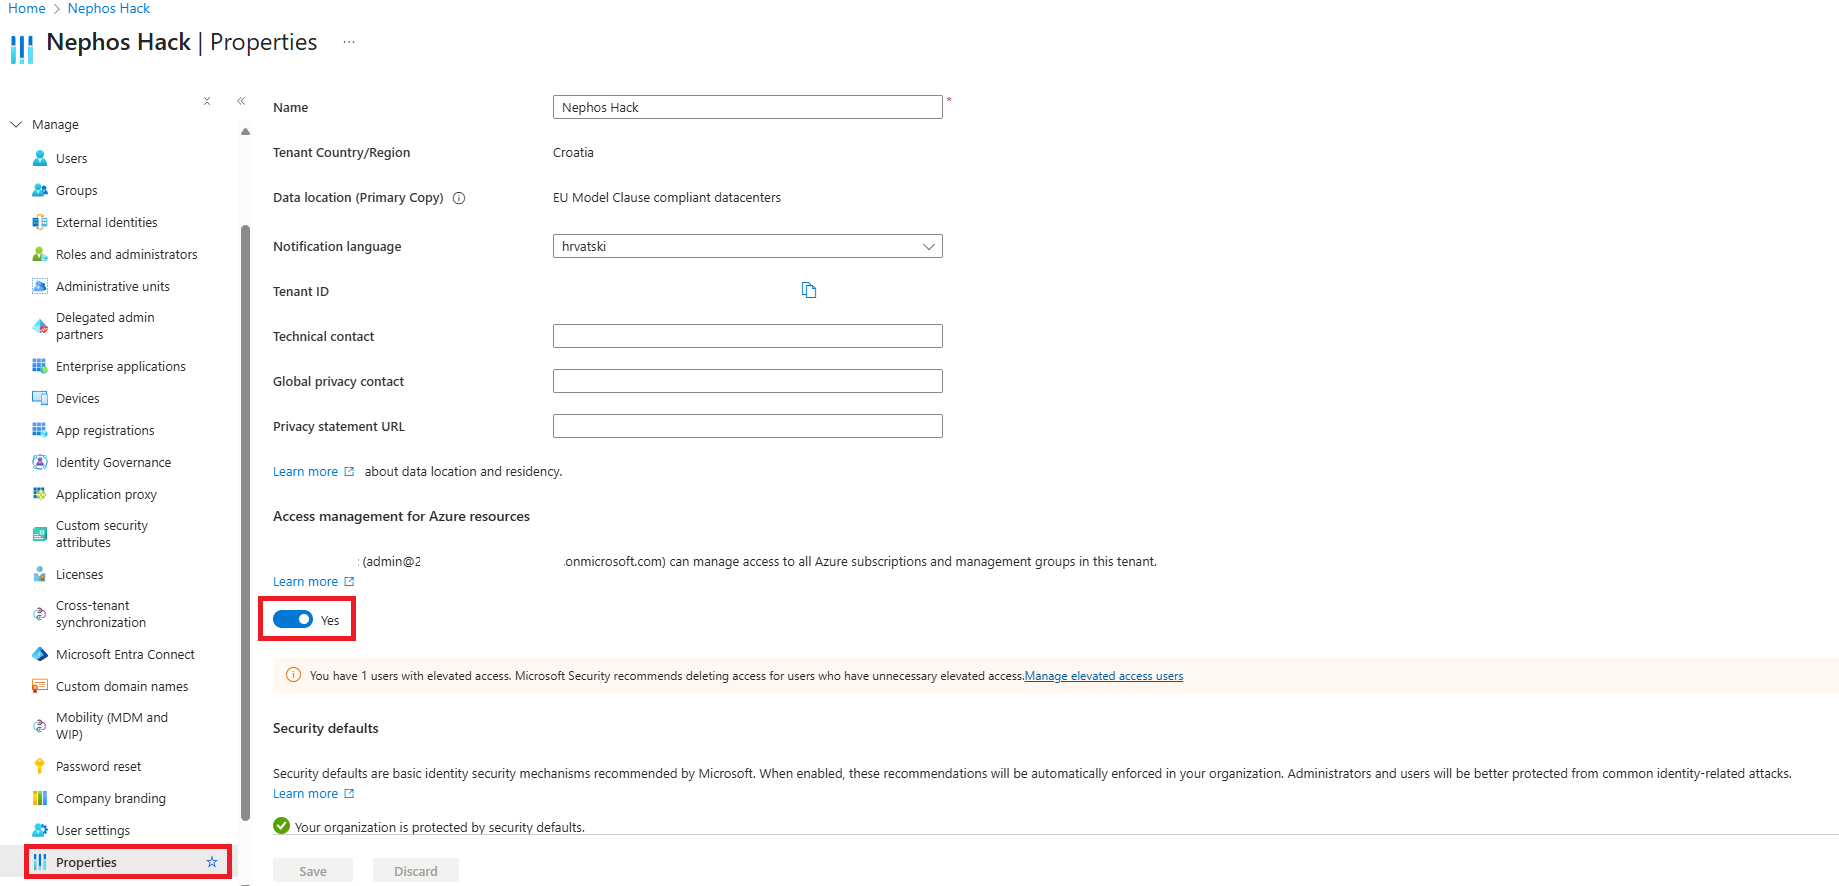 Home > Nephos Hack
Nephos Hack | Properties ...
Manage
Users
Groups
External Identities
Roles and administrators
Administrative units
Delegated admin
partners
Enterprise applications
Devices
App registrations
Identity Governance
Application proxy
Custom security
attributes
Licenses
Cross-tenant
synchronization
Microsoft Entra Connect
Custom domain names
Mobility (MDM and
WIP)
Password reset
Company branding
User settings
Properties
Name
Nephos Hack *
Tenant Country/Region
Croatia
Data location (Primary Copy)
EU Model Clause compliant datacenters
Notification language
hrvatski
Tenant ID
Technical contact
Global privacy contact
Privacy statement URL
Learn more about data location and residency.
Access management for Azure resources
(admin@2 .onmicrosoft.com) can manage access to all Azure subscriptions and management groups in this tenant.
Learn more
Yes
You have 1 users with elevated access. Microsoft Security recommends deleting access for users who have unnecessary elevated access.Manage elevated access users
Security defaults
Security defaults are basic identity security mechanisms recommended by Microsoft. When enabled, these recommendations will be automatically enforced in your organization. Administrators and users will be better protected from common identity-related attacks.
Learn more
Your organization is protected by security defaults.
Save
Discard